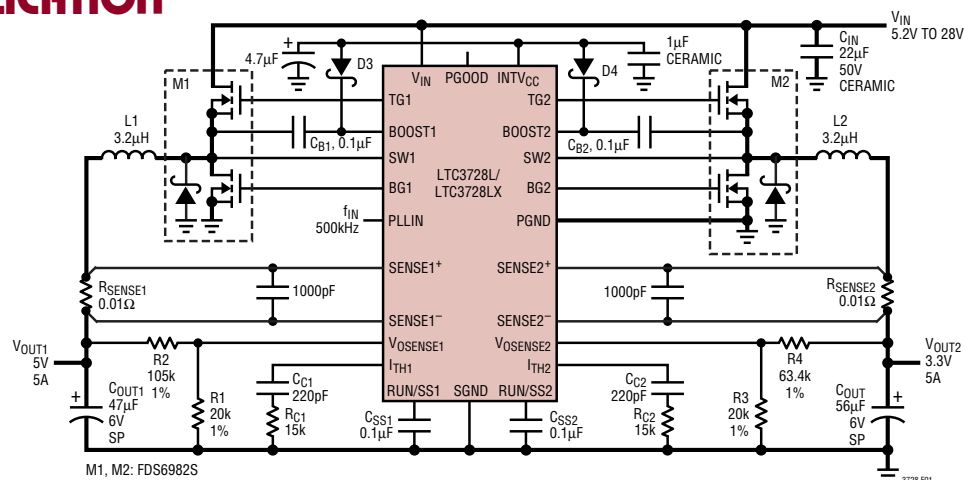 V_IN
5.2V TO 28V
C_IN
22µF
50V
CERAMIC
4.7µF
+
D3
1µF
CERAMIC
D4
M1
V_IN
PGOOD
INTV_CC
M2
TG1
TG2
L1
3.2µH
BOOST1
BOOST2
L2
3.2µH
C_B1, 0.1µF
C_B2, 0.1µF
SW1
SW2
LTC3728L/
LTC3728LX
BG1
BG2
f_IN
500kHz
PLLIN
PGND
SENSE1+
SENSE2+
R_SENSE1
0.01Ω
1000pF
1000pF
R_SENSE2
0.01Ω
SENSE1–
SENSE2–
V_OUT1
5V
5A
R2
105k
1%
V_OSENSE1
V_OSENSE2
R4
63.4k
1%
V_OUT2
3.3V
5A
I_TH1
I_TH2
+
C_OUT1
47µF
6V
SP
R1
20k
1%
C_C1
220pF
R_C1
15k
RUN/SS1
SGND
RUN/SS2
C_SS1
0.1µF
C_SS2
0.1µF
C_C2
220pF
R_C2
15k
R3
20k
1%
C_OUT
56µF
6V
SP
+
M1, M2: FDS6982S
3728 F01